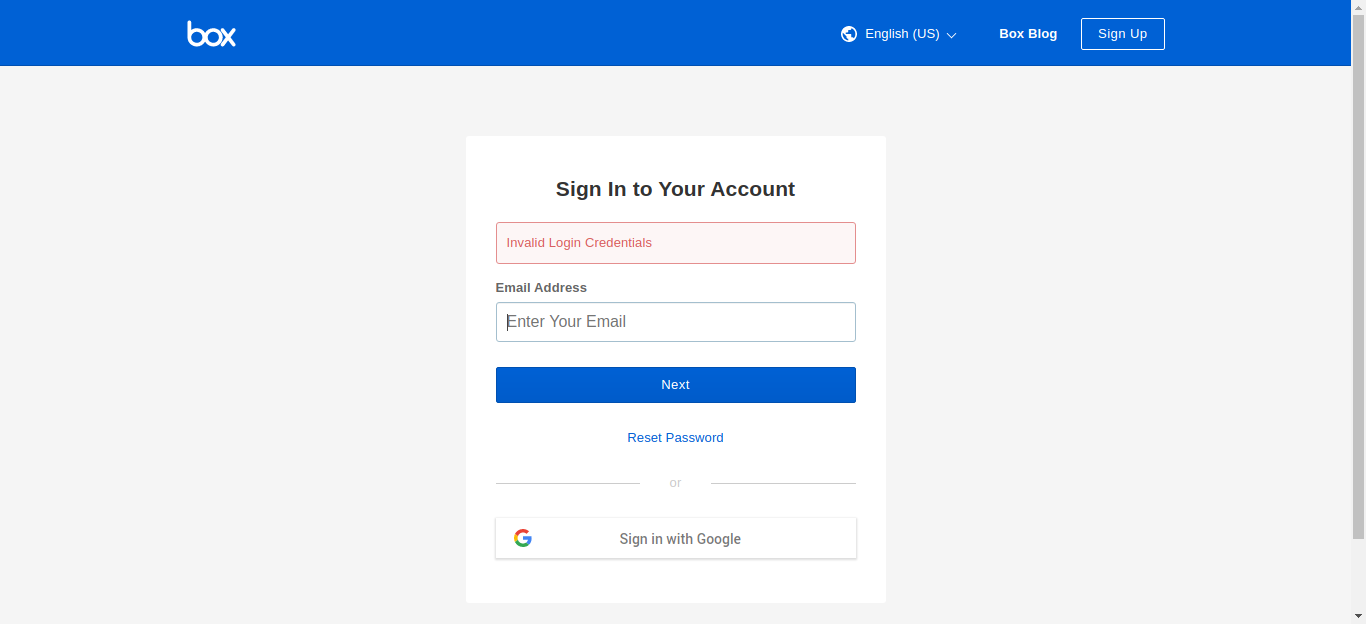 box
English (US)
Box Blog
Sign Up
Sign In to Your Account
Invalid Login Credentials
Email Address
Enter Your Email
Next
Reset Password
or
Sign in with Google